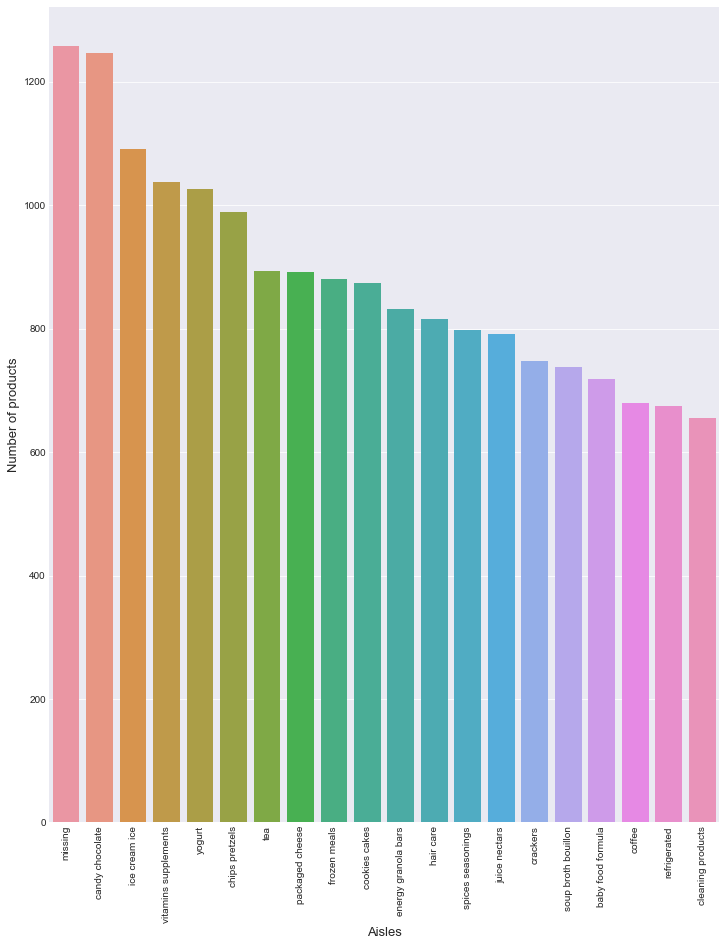 1200
1000
800
600
400
200
0
Number of products
missing
candy chocolate
ice cream ice
vitamins supplements
yogurt
chips pretzels
tea
packaged cheese
frozen meals
cookies cakes
energy granola bars
hair care
spices seasonings
juice nectars
crackers
soup broth bouillon
baby food formula
coffee
refrigerated
cleaning products
Aisles